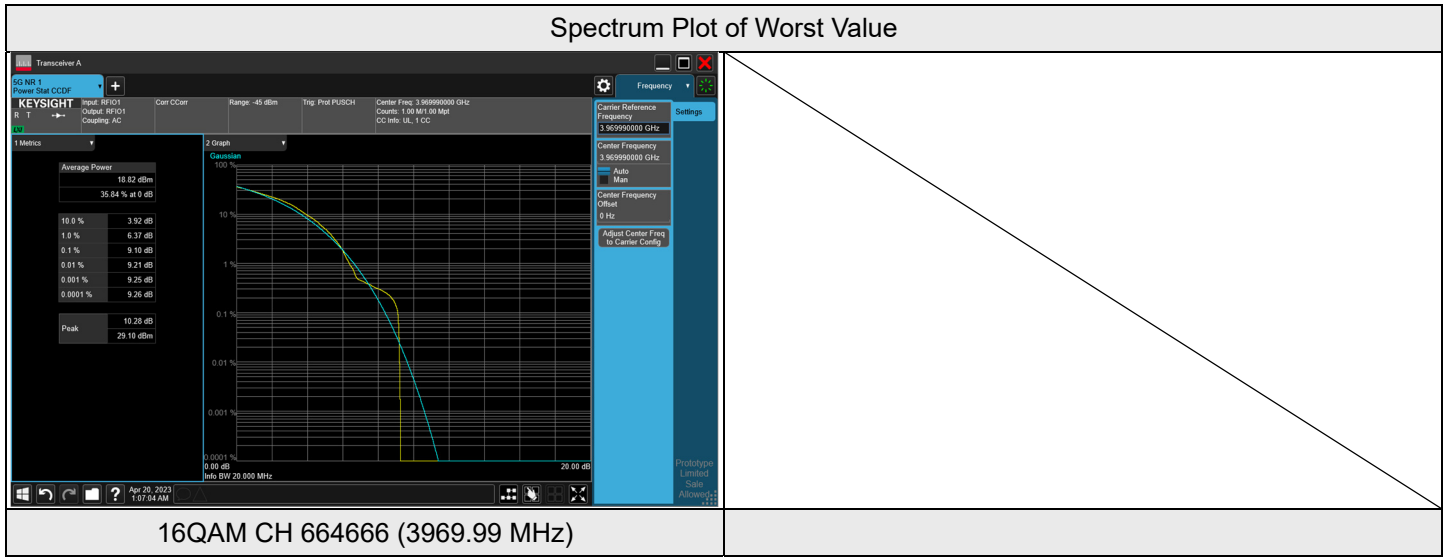 Spectrum Plot of Worst Value
Transceiver A
5G NR 1
Power Stat CCDF
Frequency
KEYSIGHT
R T
Input: RFIO1
Output: RFIO1
Coupling: AC
Corr CCorr
Range: -45 dBm
Trig: Prot PUSCH
Center Freq: 3.969990000 GHz
Counts: 1.00 M/1.00 Mpt
CC Info: UL, 1 CC
1 Metrics
Average Power
18.82 dBm
35.84 % at 0 dB
10.0 % 3.92 dB
1.0 % 6.37 dB
0.1 % 9.10 dB
0.01 % 9.21 dB
0.001 % 9.25 dB
0.0001 % 9.26 dB
Peak
10.28 dB
29.10 dBm
2 Graph
Gaussian
100 %
10 %
1 %
0.1 %
0.01 %
0.001 %
0.0001 %
0.00 dB
20.00 dB
Info BW 20.000 MHz
Carrier Reference
Frequency
3.969990000 GHz
Center Frequency
3.969990000 GHz
Auto
Man
Center Frequency
Offset
0 Hz
Adjust Center Freq
to Carrier Config
Settings
Prototype
Limited
Sale
Allowed
?
Apr 20, 2023
1:07:04 AM
16QAM CH 664666 (3969.99 MHz)